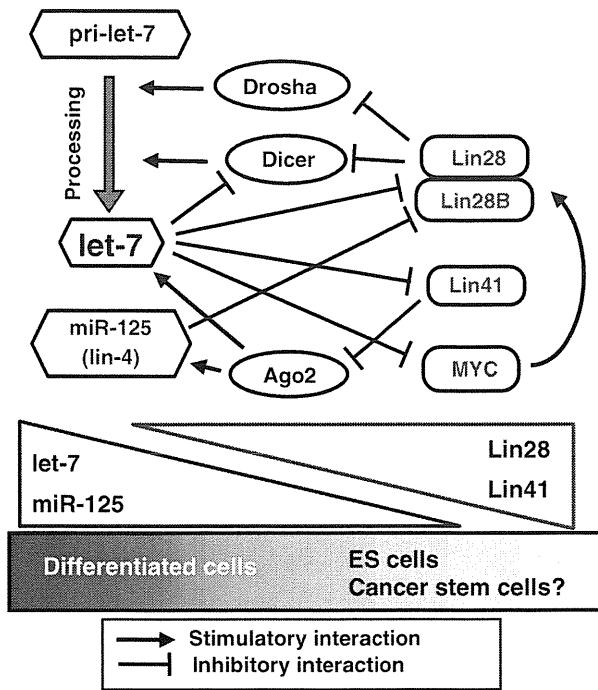 pri-let-7
Processing
Drosha
Dicer
Lin28
Lin28B
let-7
Lin41
miR-125
(lin-4)
Ago2
MYC
let-7
miR-125
Lin28
Lin41
Differentiated cells
ES cells
Cancer stem cells?
Stimulatory interaction
Inhibitory interaction